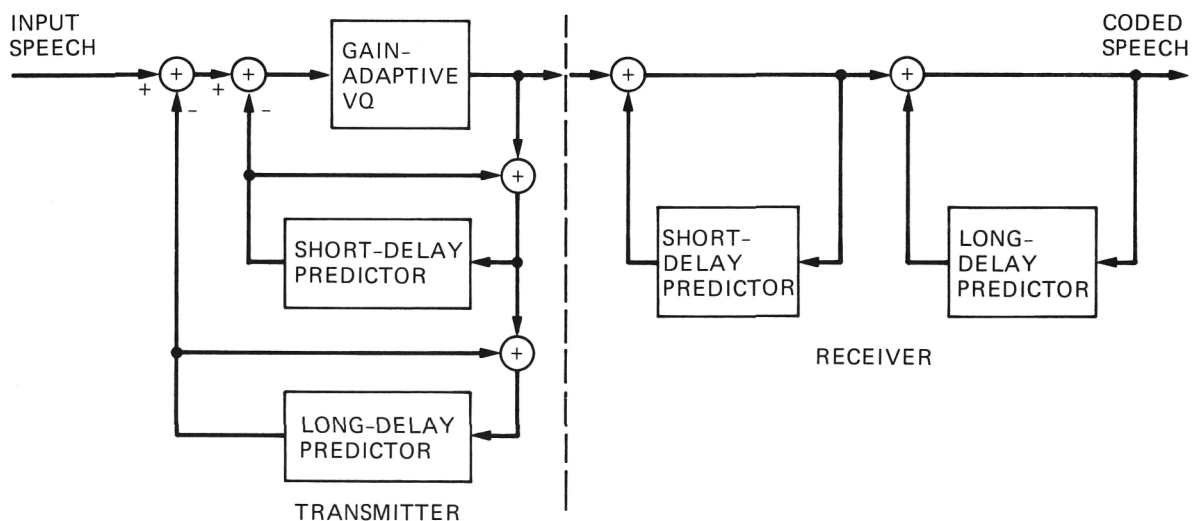 INPUT
SPEECH
GAIN-
ADAPTIVE
VQ
CODED
SPEECH
+
+
+
+
+
+
-
-
+
SHORT-DELAY
PREDICTOR
+
LONG-DELAY
PREDICTOR
TRANSMITTER
SHORT-
DELAY
PREDICTOR
LONG-
DELAY
PREDICTOR
RECEIVER